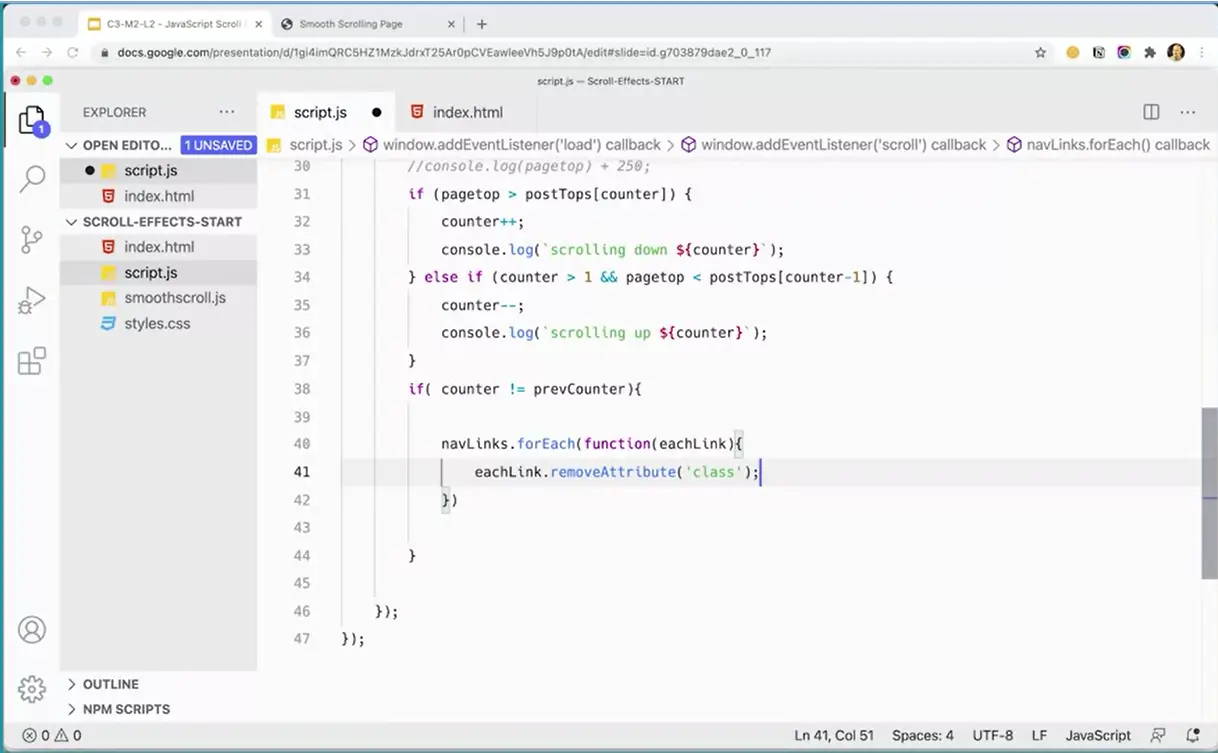 C3-M2-L2 - JavaScript Scroll
Smooth Scrolling Page
docs.google.com/presentation/d/1gi4imQRC5HZ1MzkJdrxT25Ar0pCVEawleeVh5J9p0tA/edit#slide=id.g703879dae2_0_117
script.js — Scroll-Effects-START
EXPLORER
script.js
index.html
OPEN EDITO...
1 UNSAVED
script.js > window.addEventListener('load') callback > window.addEventListener('scroll') callback > navLinks.forEach() callback
script.js
index.html
SCROLL-EFFECTS-START
index.html
script.js
smoothscroll.js
styles.css
1
30 //console.log(pagetop) + 250;
31 if (pagetop > postTops[counter]) {
32 counter++;
33 console.log(`scrolling down ${counter}`);
34 } else if (counter > 1 && pagetop < postTops[counter-1]) {
35 counter--;
36 console.log(`scrolling up ${counter}`);
37 }
38 if( counter != prevCounter){
39
40 navLinks.forEach(function(eachLink){
41 eachLink.removeAttribute('class');
42 })
43
44 }
45
46 });
47 });
OUTLINE
NPM SCRIPTS
0 0
Ln 41, Col 51 Spaces: 4 UTF-8 LF JavaScript